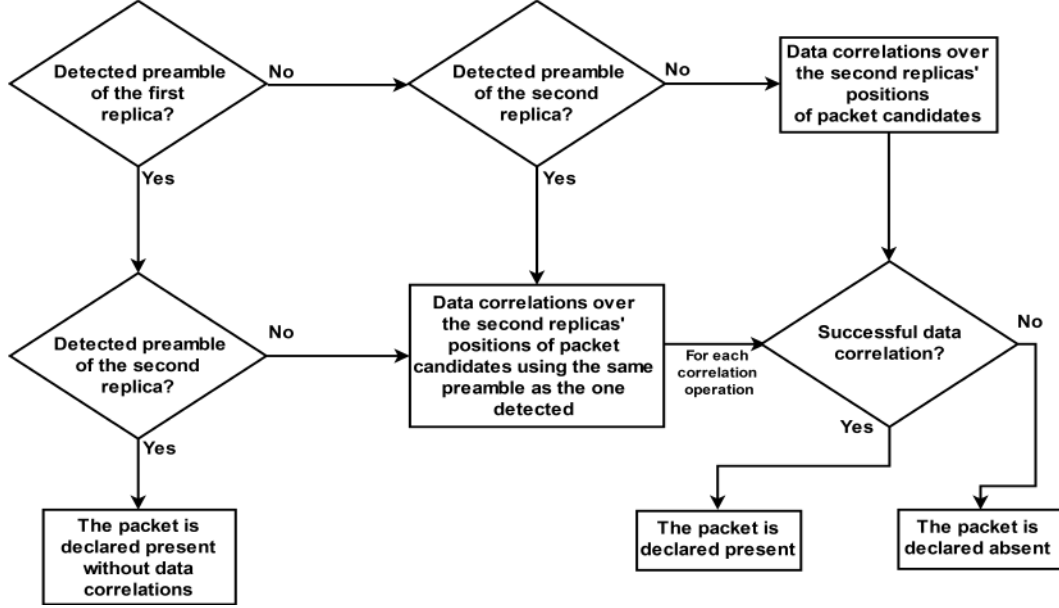 Detected preamble
of the first
replica?
No
Detected preamble
of the second
replica?
No
Data correlations over
the second replicas'
positions
of packet candidates
Yes
Yes
Detected preamble
of the second
replica?
No
Data correlations over
the second replicas'
positions of packet
candidates using the same
preamble as the one
detected
For each
correlation
operation
Successful data
correlation?
No
Yes
Yes
The packet is
declared present
without data
correlations
The packet is
declared present
The packet is
declared absent